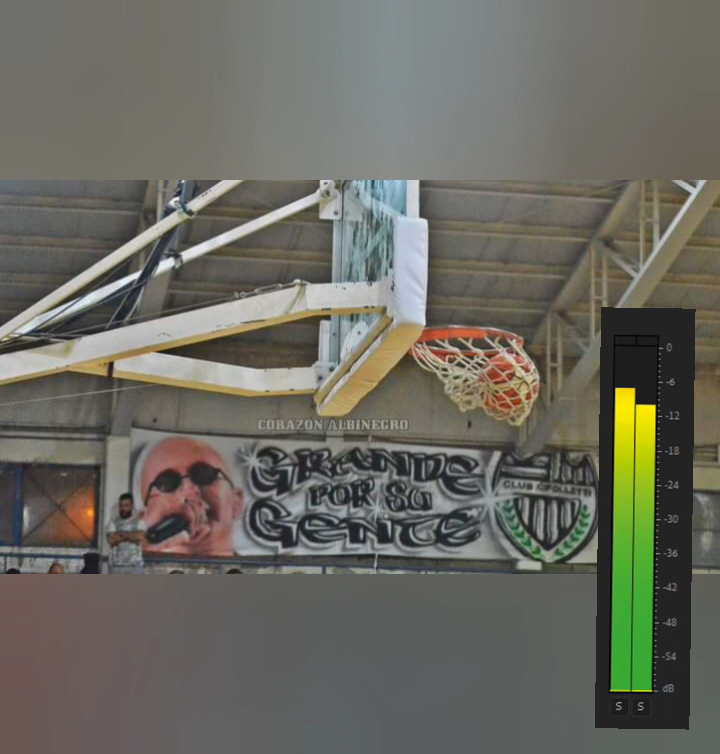 CORAZON ALBINEGRO
GRANDE
POR SU
GENTE
CLUB CIPOLLETTI
0
-6
-12
-18
-24
-30
-36
-42
-48
-54
dB
S S